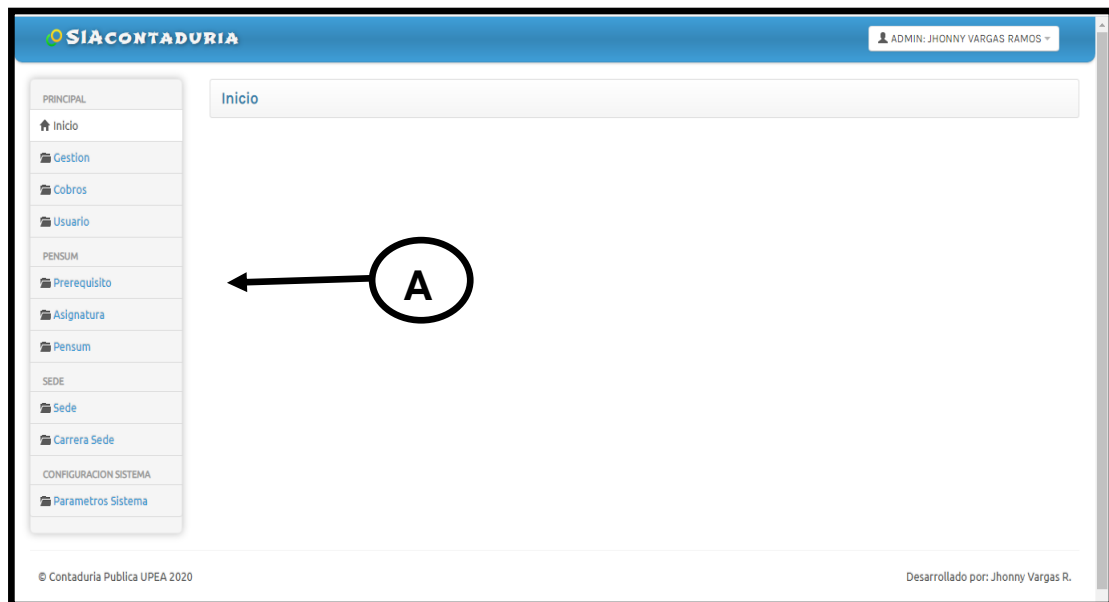 SIACONTADURIA
ADMIN: JHONNY VARGAS RAMOS
PRINCIPAL
Inicio
Gestion
Cobros
Usuario
PENSUM
Prerequisito
Asignatura
Pensum
SEDE
Sede
Carrera Sede
CONFIGURACION SISTEMA
Parametros Sistema
Inicio
A
© Contaduria Publica UPEA 2020
Desarrollado por: Jhonny Vargas R.